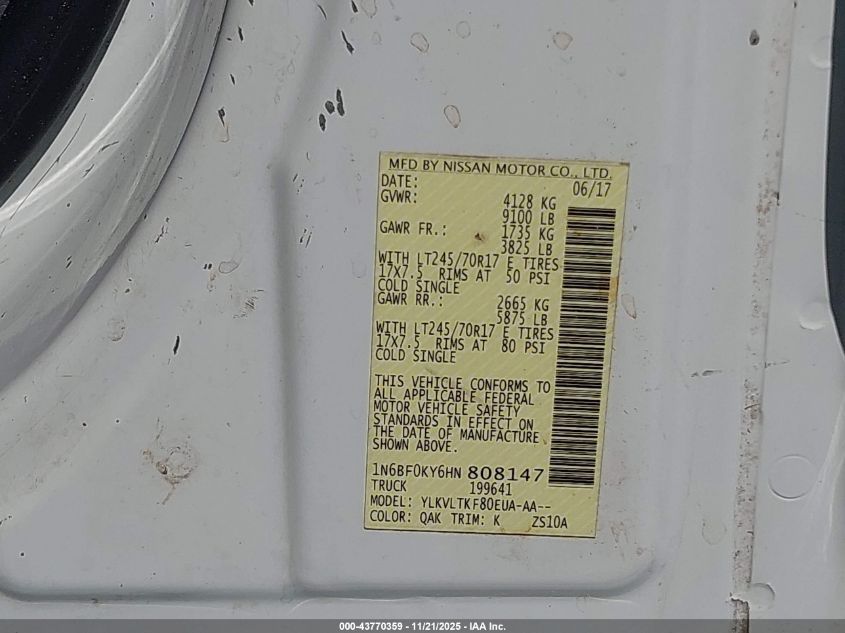 MFD BY NISSAN MOTOR CO., LTD.
DATE: 06/17
GVWR: 4128 KG
9100 LB
GAWR FR.: 1735 KG
3825 LB
WITH LT245/70R17 E TIRES
17X7.5 RIMS AT 50 PSI
COLD SINGLE
GAWR RR.: 2665 KG
5875 LB
WITH LT245/70R17 E TIRES
17X7.5 RIMS AT 80 PSI
COLD SINGLE
THIS VEHICLE CONFORMS TO
ALL APPLICABLE FEDERAL
MOTOR VEHICLE SAFETY
STANDARDS IN EFFECT ON
THE DATE OF MANUFACTURE
SHOWN ABOVE.
1N6BF0KY6HN 808147
TRUCK 199641
MODEL: YLKVLTKF80EUA-AA--
COLOR: QAK TRIM: K ZS10A
000-43770359 - 11/21/2025 - IAA Inc.